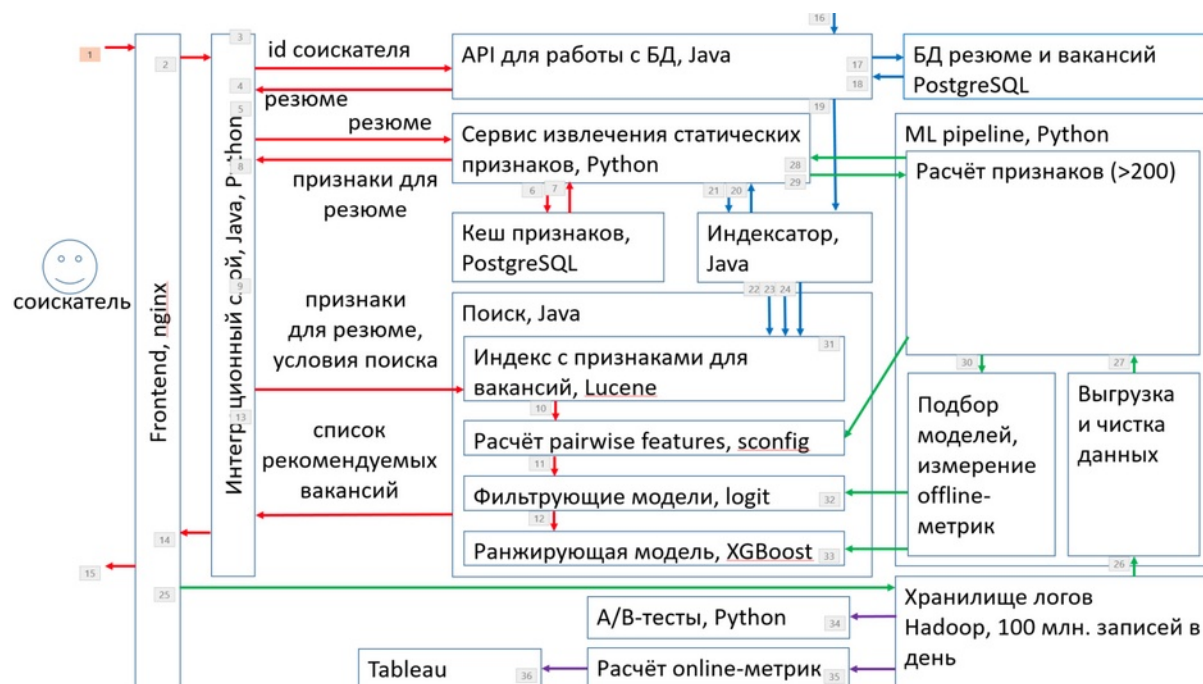 16
1
2
3
id соискателя
4
резюме
5
резюме
8
признаки для
резюме
9
признаки
для резюме,
условия поиска
13
список
рекомендуемых
вакансий
14
15
25
соискатель
Frontend, nginx
Интеграционный слой, Java, Python
API для работы с БД, Java
17
18
19
БД резюме и вакансий
PostgreSQL
Сервис извлечения статических
признаков, Python
28
29
6
7
21
20
Кеш признаков,
PostgreSQL
Индексатор,
Java
22
23
24
Поиск, Java
Индекс с признаками для
вакансий, Lucene
31
10
Расчёт pairwise features, sconfig
11
Фильтрующие модели, logit
32
12
Ранжирующая модель, XGBoost
33
ML pipeline, Python
Расчёт признаков (>200)
30
27
Подбор
моделей,
измерение
offline-
метрик
Выгрузка
и чистка
данных
26
Хранилище логов
Hadoop, 100 млн. записей в
день
A/B-тесты, Python
34
Расчёт online-метрик
35
Tableau
36